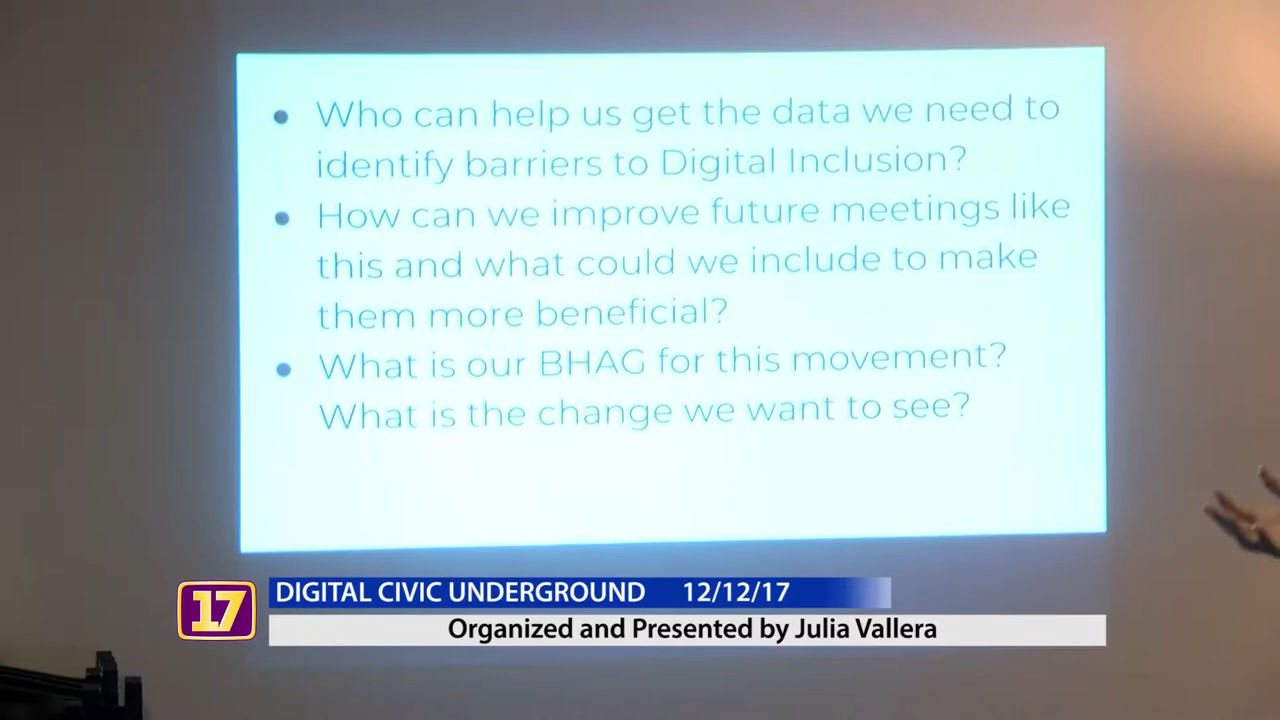 • Who can help us get the data we need to
identify barriers to Digital Inclusion?
• How can we improve future meetings like
this and what could we include to make
them more beneficial?
• What is our BHAG for this movement?
What is the change we want to see?
17
DIGITAL CIVIC UNDERGROUND 12/12/17
Organized and Presented by Julia Vallera